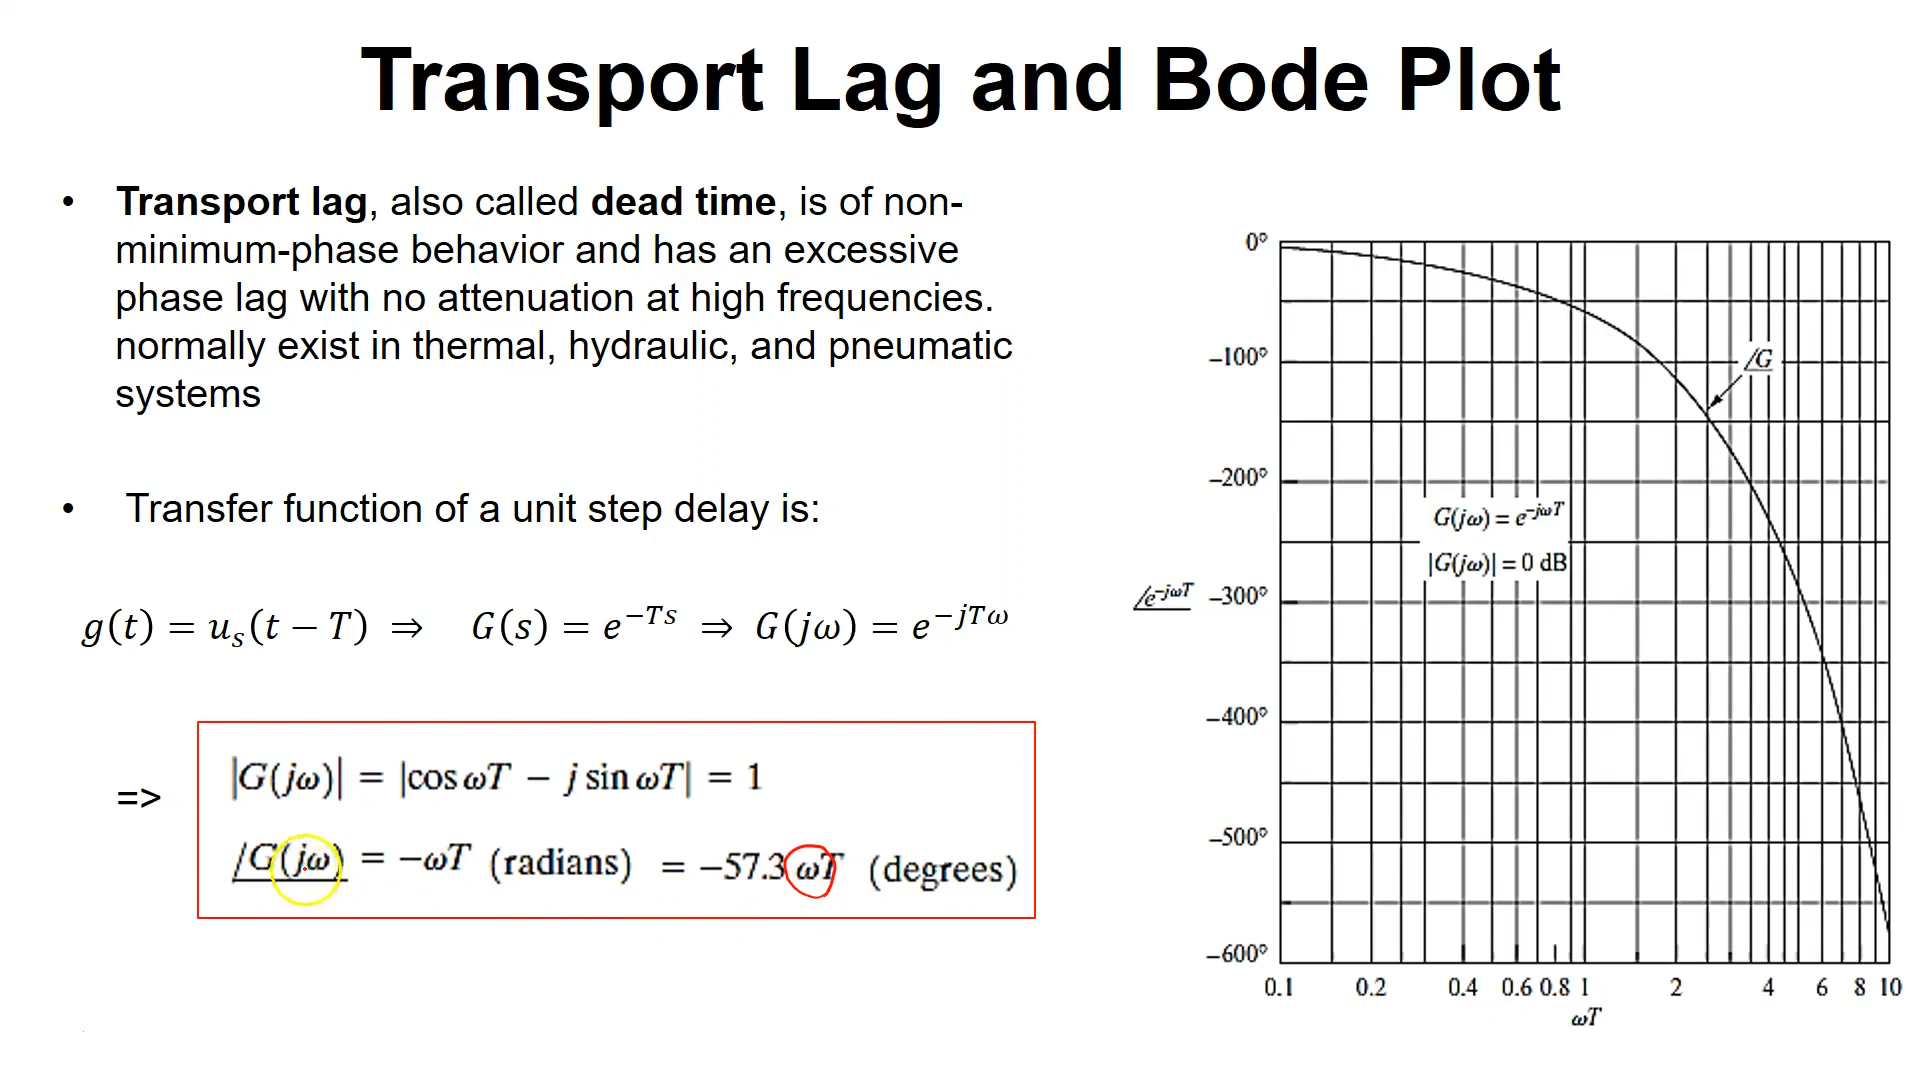 Transport Lag and Bode Plot
• Transport lag, also called dead time, is of non-
minimum-phase behavior and has an excessive
phase lag with no attenuation at high frequencies.
normally exist in thermal, hydraulic, and pneumatic
systems
• Transfer function of a unit step delay is:
g(t) = u_s(t − T) ⇒ G(s) = e^{−Ts} ⇒ G(jω) = e^{−jTω}
=>
|G(jω)| = |cos ωT − j sin ωT| = 1
/G(jω) = −ωT (radians) = −57.3 ωT (degrees)
0°
−100°
−200°
−300°
−400°
−500°
−600°
/e^{−jωT}
/G
G(jω) = e^{−jωT}
|G(jω)| = 0 dB
0.1 0.2 0.4 0.6 0.8 1 2 4 6 8 10
ωT